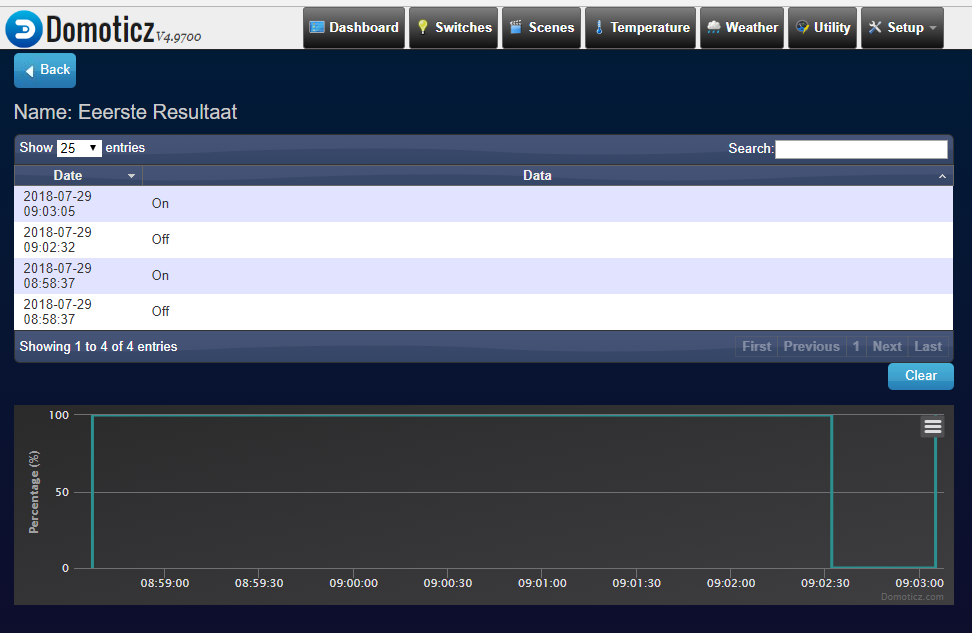 Domoticz V4.9700 Dashboard Switches Scenes Temperature Weather Utility Setup
Back
Name: Eeerste Resultaat
Show 25 entries Search:
Date Data
2018-07-29
09:03:05
On
2018-07-29
09:02:32
Off
2018-07-29
08:58:37
On
2018-07-29
08:58:37
Off
Showing 1 to 4 of 4 entries First Previous 1 Next Last
Clear
Percentage (%)
100
50
0
08:59:00 08:59:30 09:00:00 09:00:30 09:01:00 09:01:30 09:02:00 09:02:30 09:03:00
Domoticz.com